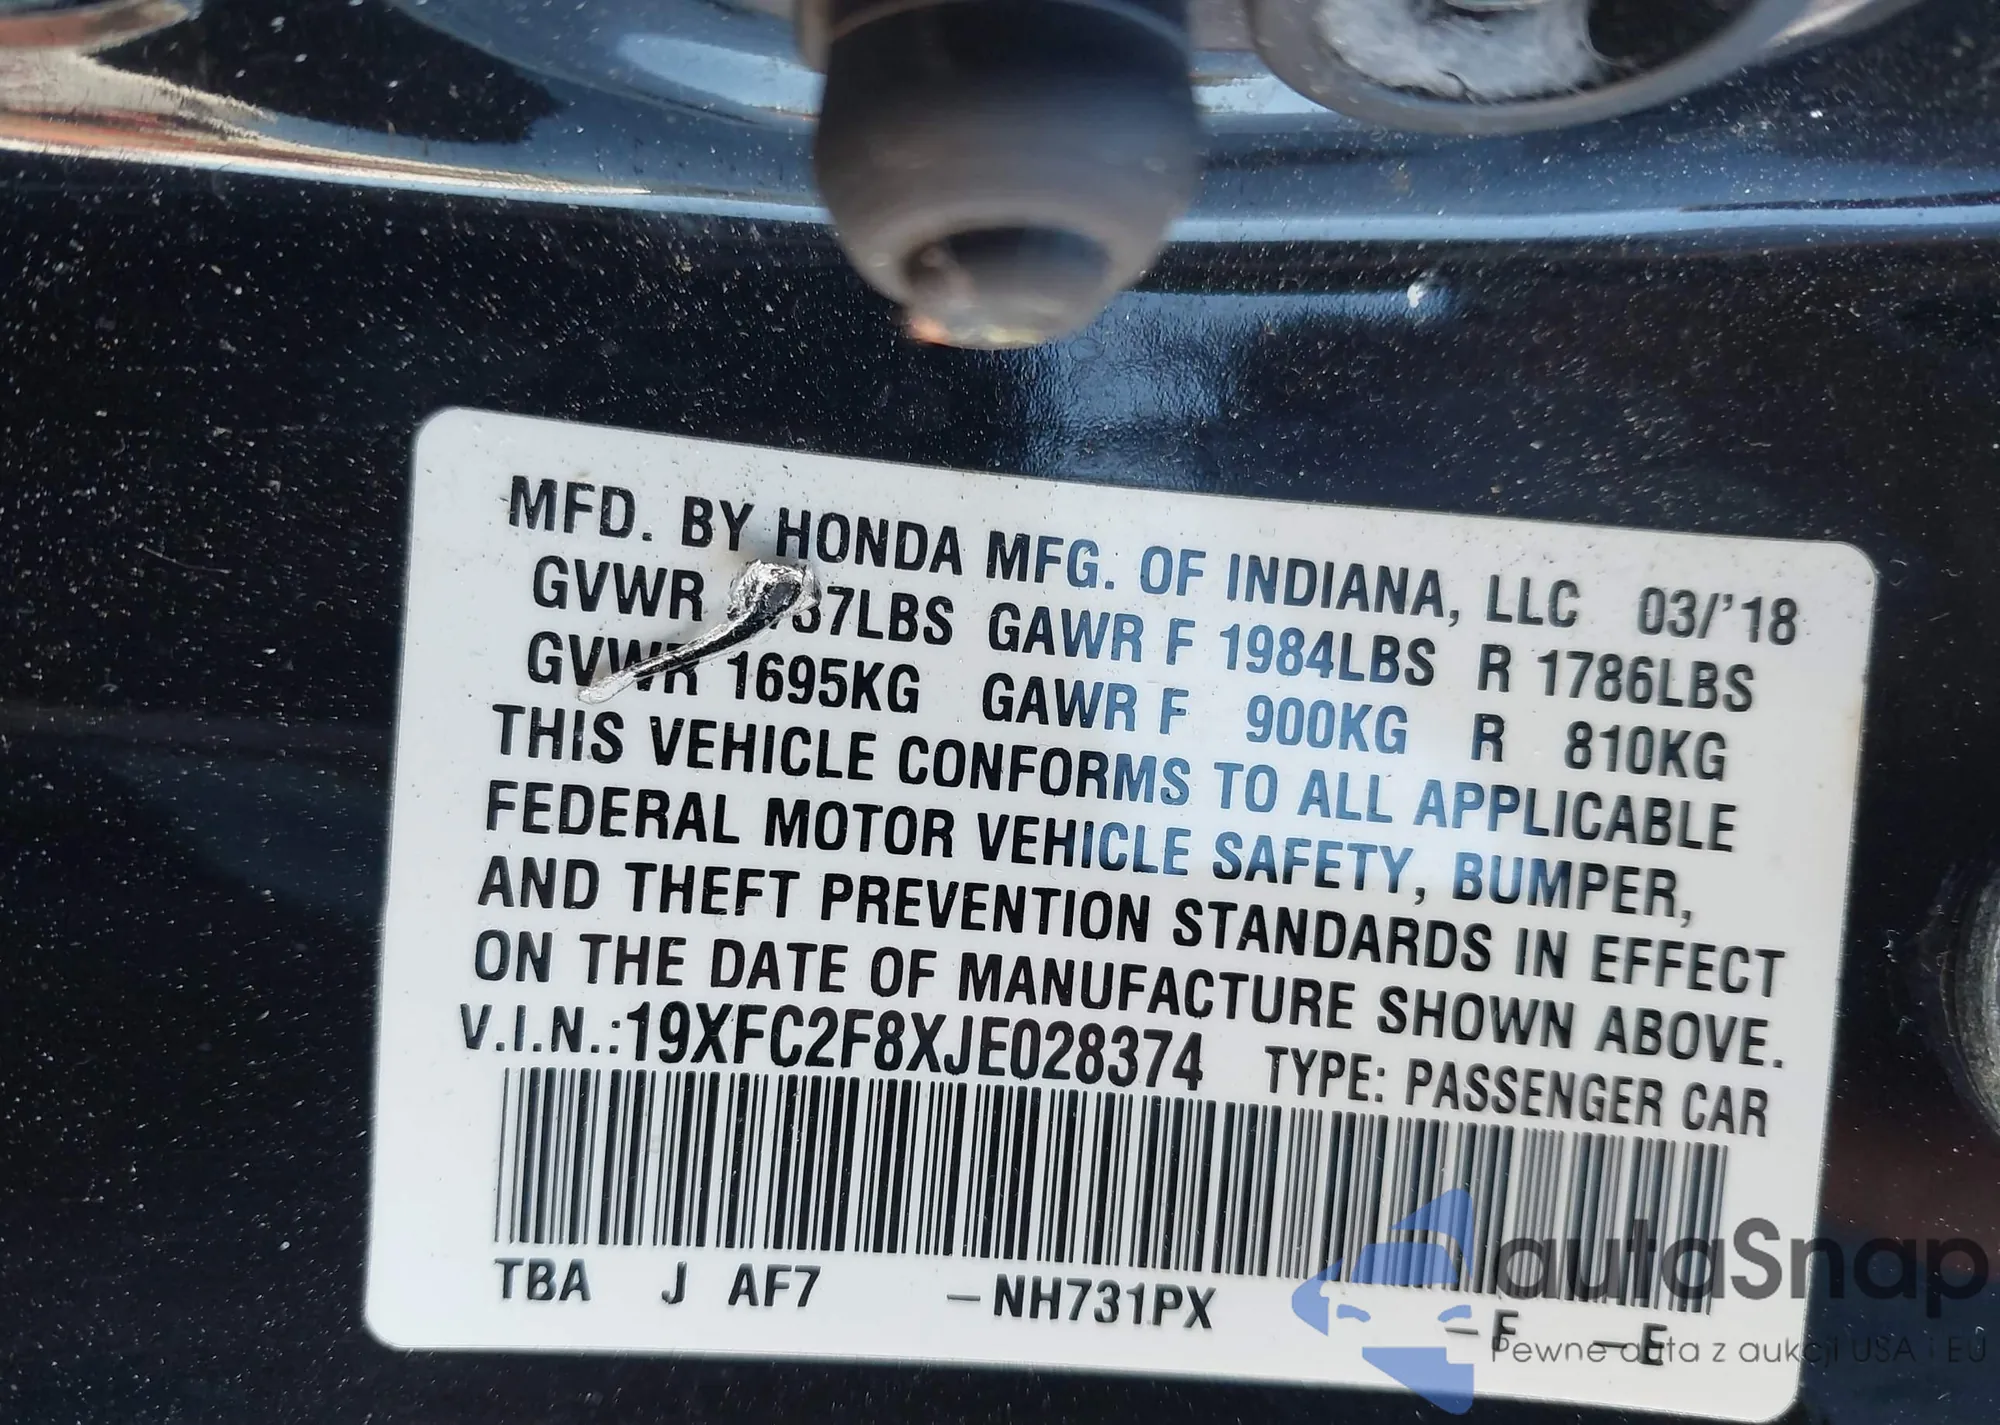 MFD. BY HONDA MFG. OF INDIANA, LLC 03/'18
GVWR 37LBS GAWR F 1984LBS R 1786LBS
GVWR 1695KG GAWR F 900KG R 810KG
THIS VEHICLE CONFORMS TO ALL APPLICABLE
FEDERAL MOTOR VEHICLE SAFETY, BUMPER,
AND THEFT PREVENTION STANDARDS IN EFFECT
ON THE DATE OF MANUFACTURE SHOWN ABOVE.
V.I.N.:19XFC2F8XJE028374 TYPE: PASSENGER CAR
TBA J AF7 –NH731PX –E –E
autaSnap
Pewne auta z aukcji USA i EU